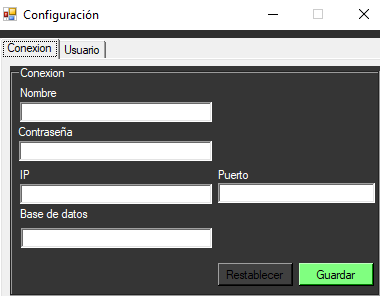 Configuración
Conexion Usuario
Conexion
Nombre
Contraseña
IP Puerto
Base de datos
Restablecer Guardar